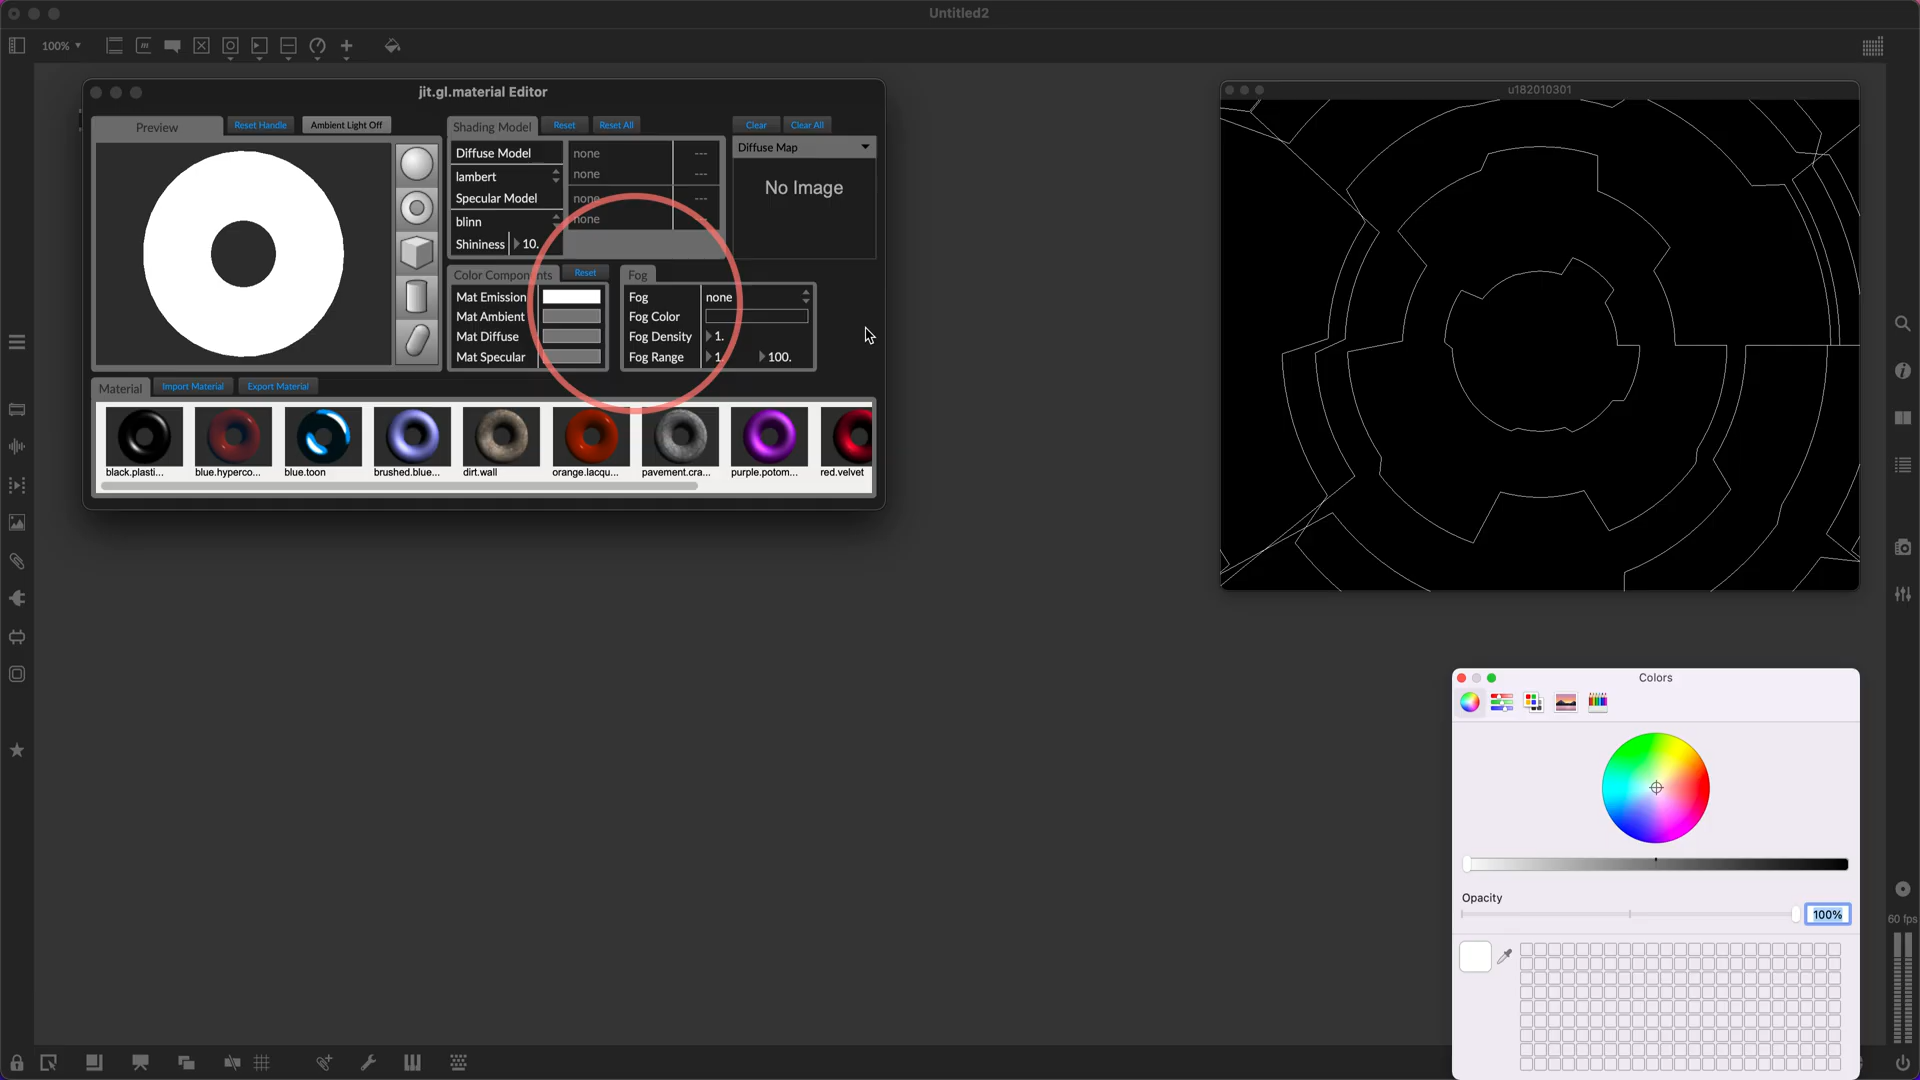 Untitled2
100%
jit.gl.material Editor
u182010301
Preview
Reset Handle
Ambient Light Off
Shading Model
Reset
Reset All
Clear
Clear All
Diffuse Model
none
---
Diffuse Map
lambert
none
---
No Image
Specular Model
none
---
blinn
none
--
Shininess
10.
Color Components
Reset
Fog
Mat Emission
Fog
none
Mat Ambient
Fog Color
Mat Diffuse
Fog Density
1.
Mat Specular
Fog Range
1.
100.
Material
Import Material
Export Material
black.plasti...
blue.hyperco...
blue.toon
brushed.blue...
dirt.wall
orange.lacqu...
pavement.cra...
purple.potom...
red.velvet
Colors
Opacity
100%
60 fps